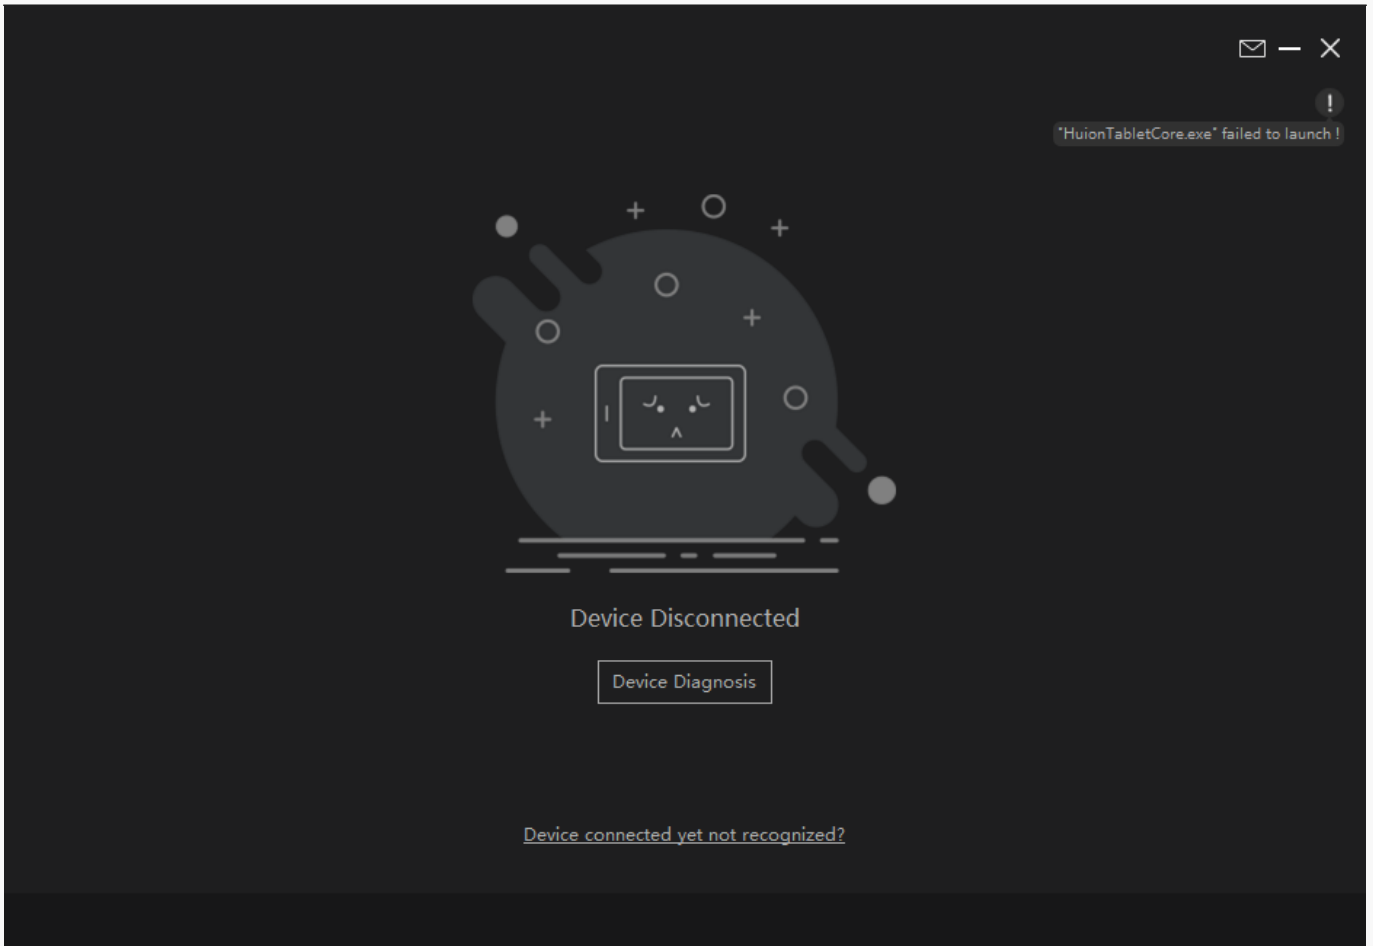 "HuionTabletCore.exe" failed to launch !
Device Disconnected
Device Diagnosis
Device connected yet not recognized?